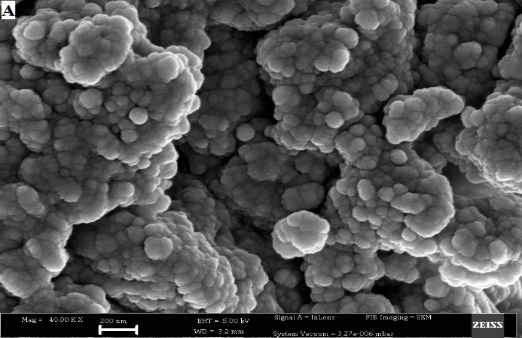 A
Mag = 40.00 K X
200 nm
EHT = 5.00 kV
WD = 3.2 mm
Signal A = InLens
FIB Imaging = SEM
System Vacuum = 3.27e-006 mbar
ZEISS